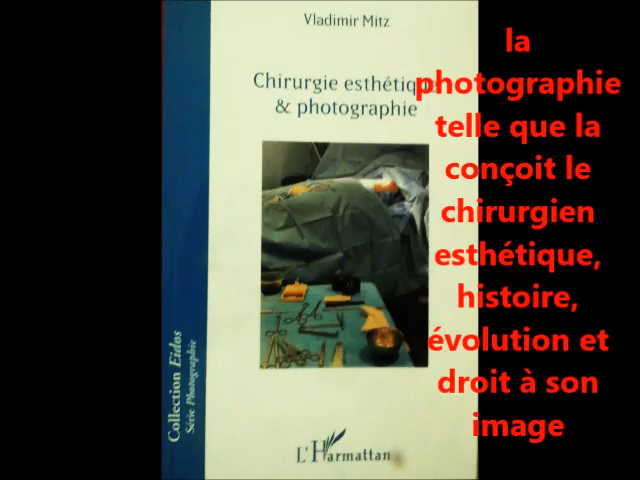 Vladimir Mitz
Chirurgie esthétique
& photographie
Collection Eidos
Série Photographie
L'Harmattan
la
photographie
telle que la
conçoit le
chirurgien
esthétique,
histoire,
évolution et
droit à son
image